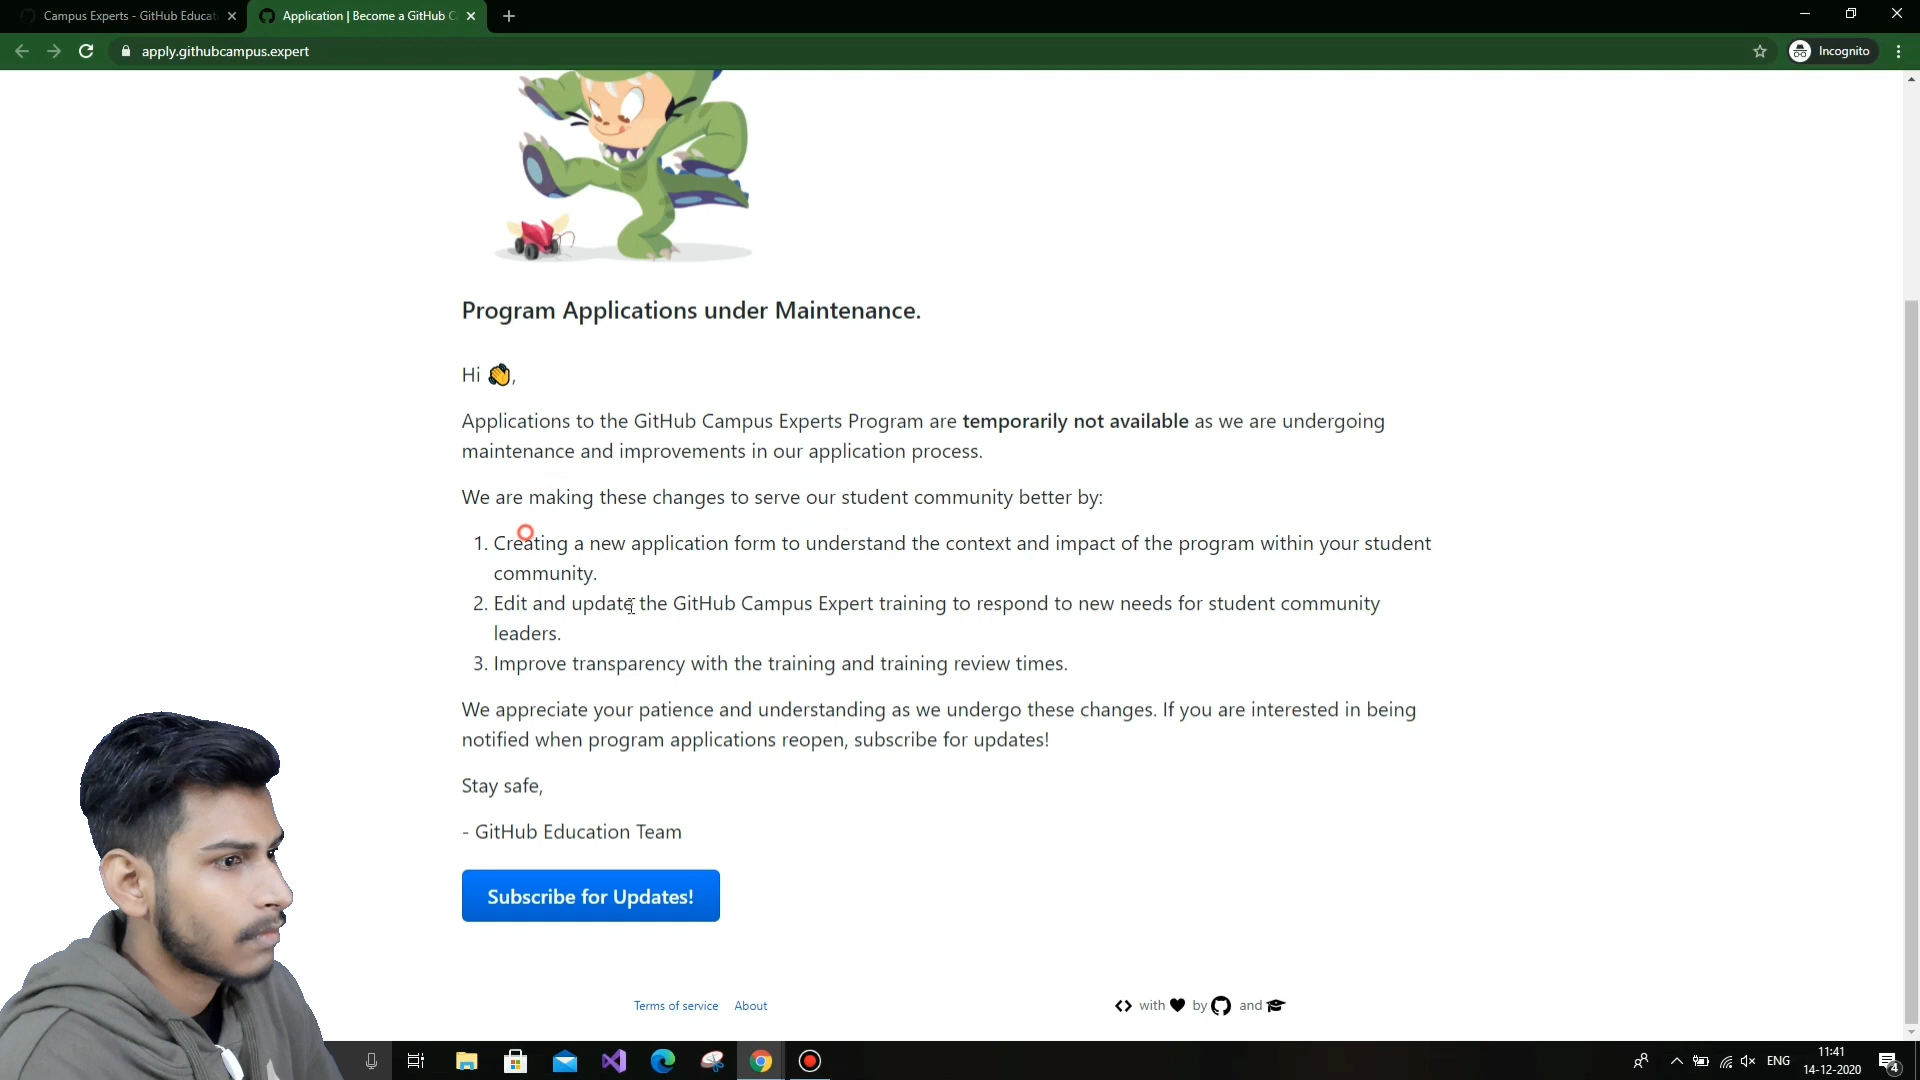 Campus Experts - GitHub Educat
Application | Become a GitHub C
apply.githubcampus.expert
Incognito
Program Applications under Maintenance.
Hi 👋,
Applications to the GitHub Campus Experts Program are temporarily not available as we are undergoing
maintenance and improvements in our application process.
We are making these changes to serve our student community better by:
1. Creating a new application form to understand the context and impact of the program within your student
community.
2. Edit and update the GitHub Campus Expert training to respond to new needs for student community
leaders.
3. Improve transparency with the training and training review times.
We appreciate your patience and understanding as we undergo these changes. If you are interested in being
notified when program applications reopen, subscribe for updates!
Stay safe,
- GitHub Education Team
Subscribe for Updates!
Terms of service About
<> with ♥ by and
ENG
11:41
14-12-2020
4